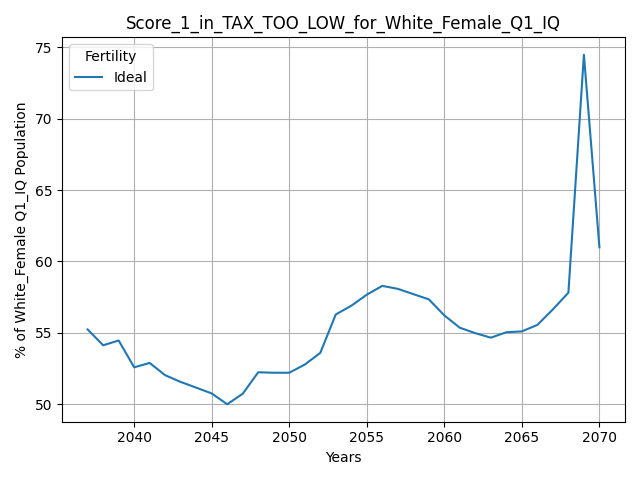 Score_1_in_TAX_TOO_LOW_for_White_Female_Q1_IQ
Fertility
Ideal
% of White_Female Q1_IQ Population
75
70
65
60
55
50
2040
2045
2050
2055
2060
2065
2070
Years